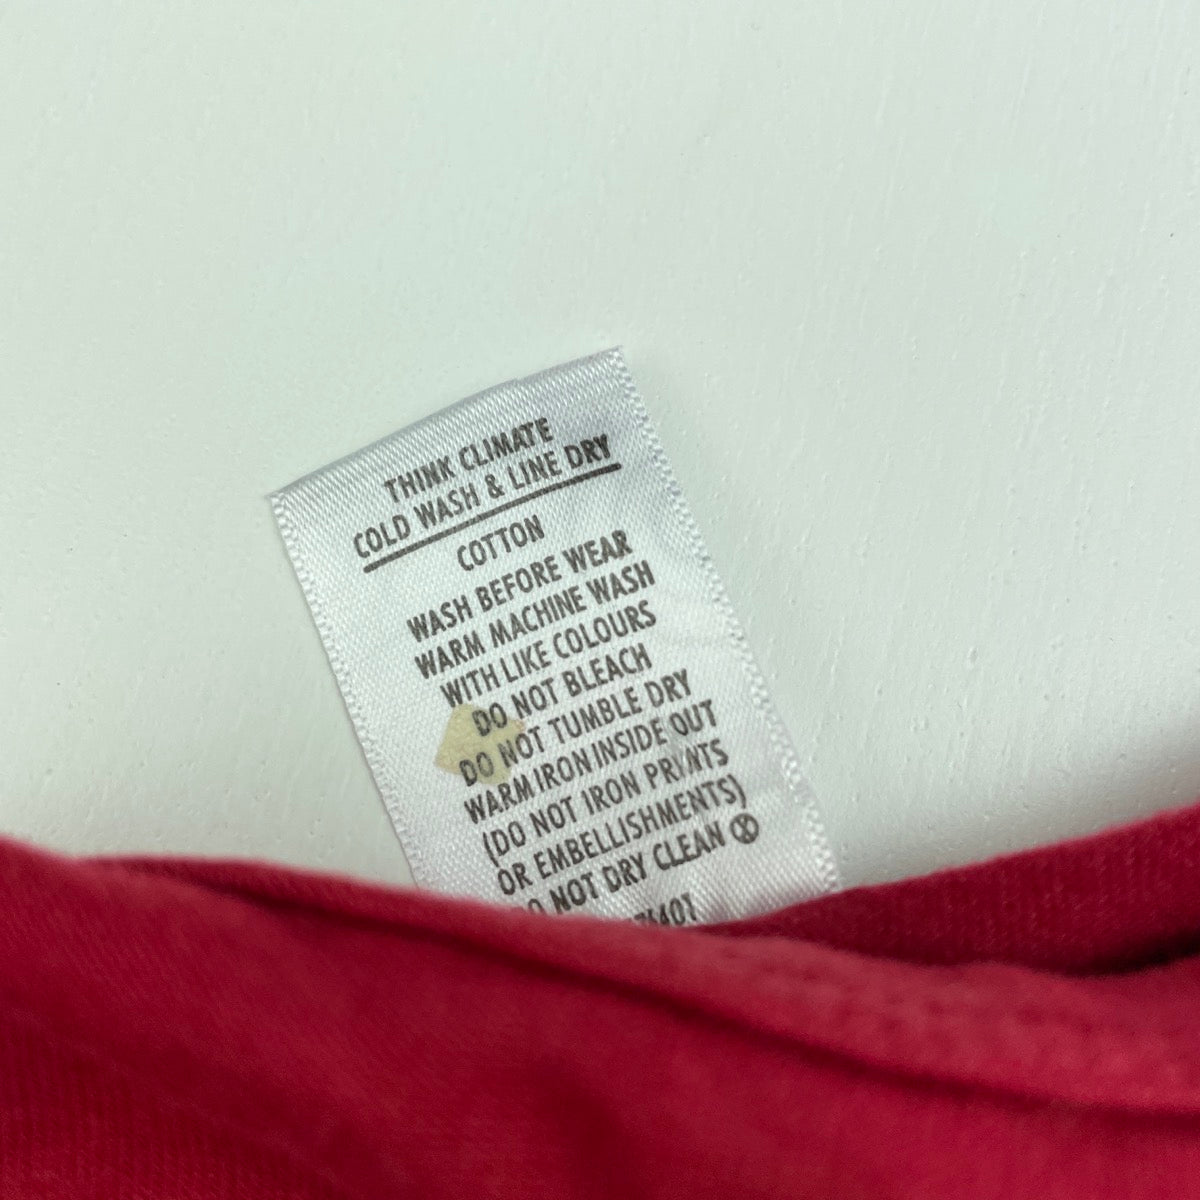 THINK CLIMATE
COLD WASH & LINE DRY
COTTON
WASH BEFORE WEAR
WARM MACHINE WASH
WITH LIKE COLOURS
DO NOT BLEACH
DO NOT TUMBLE DRY
WARM IRON INSIDE OUT
(DO NOT IRON PRINTS
OR EMBELLISHMENTS)
DO NOT DRY CLEAN